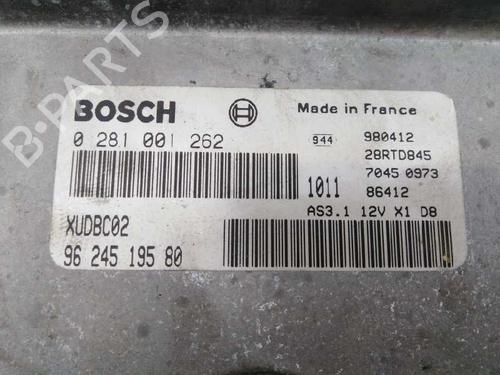 BOSCH
Made in France
0 281 001 262
944
980412
28RTD845
7045 0973
1011
86412
AS3.1 12V X1 D8
XUDBC02
96 245 195 80
B-PARTS